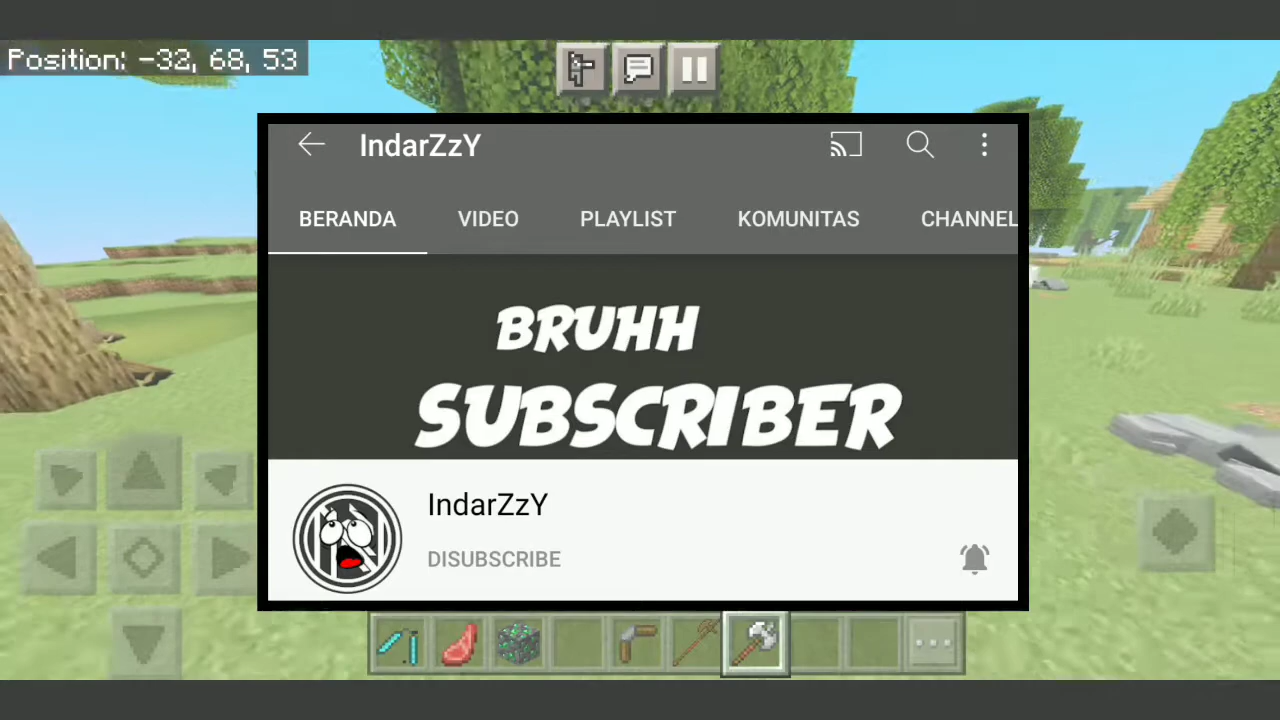 Position: -32, 68, 53
IndarZzY
BERANDA VIDEO PLAYLIST KOMUNITAS CHANNEL
BRUHH
SUBSCRIBER
IndarZzY
DISUBSCRIBE